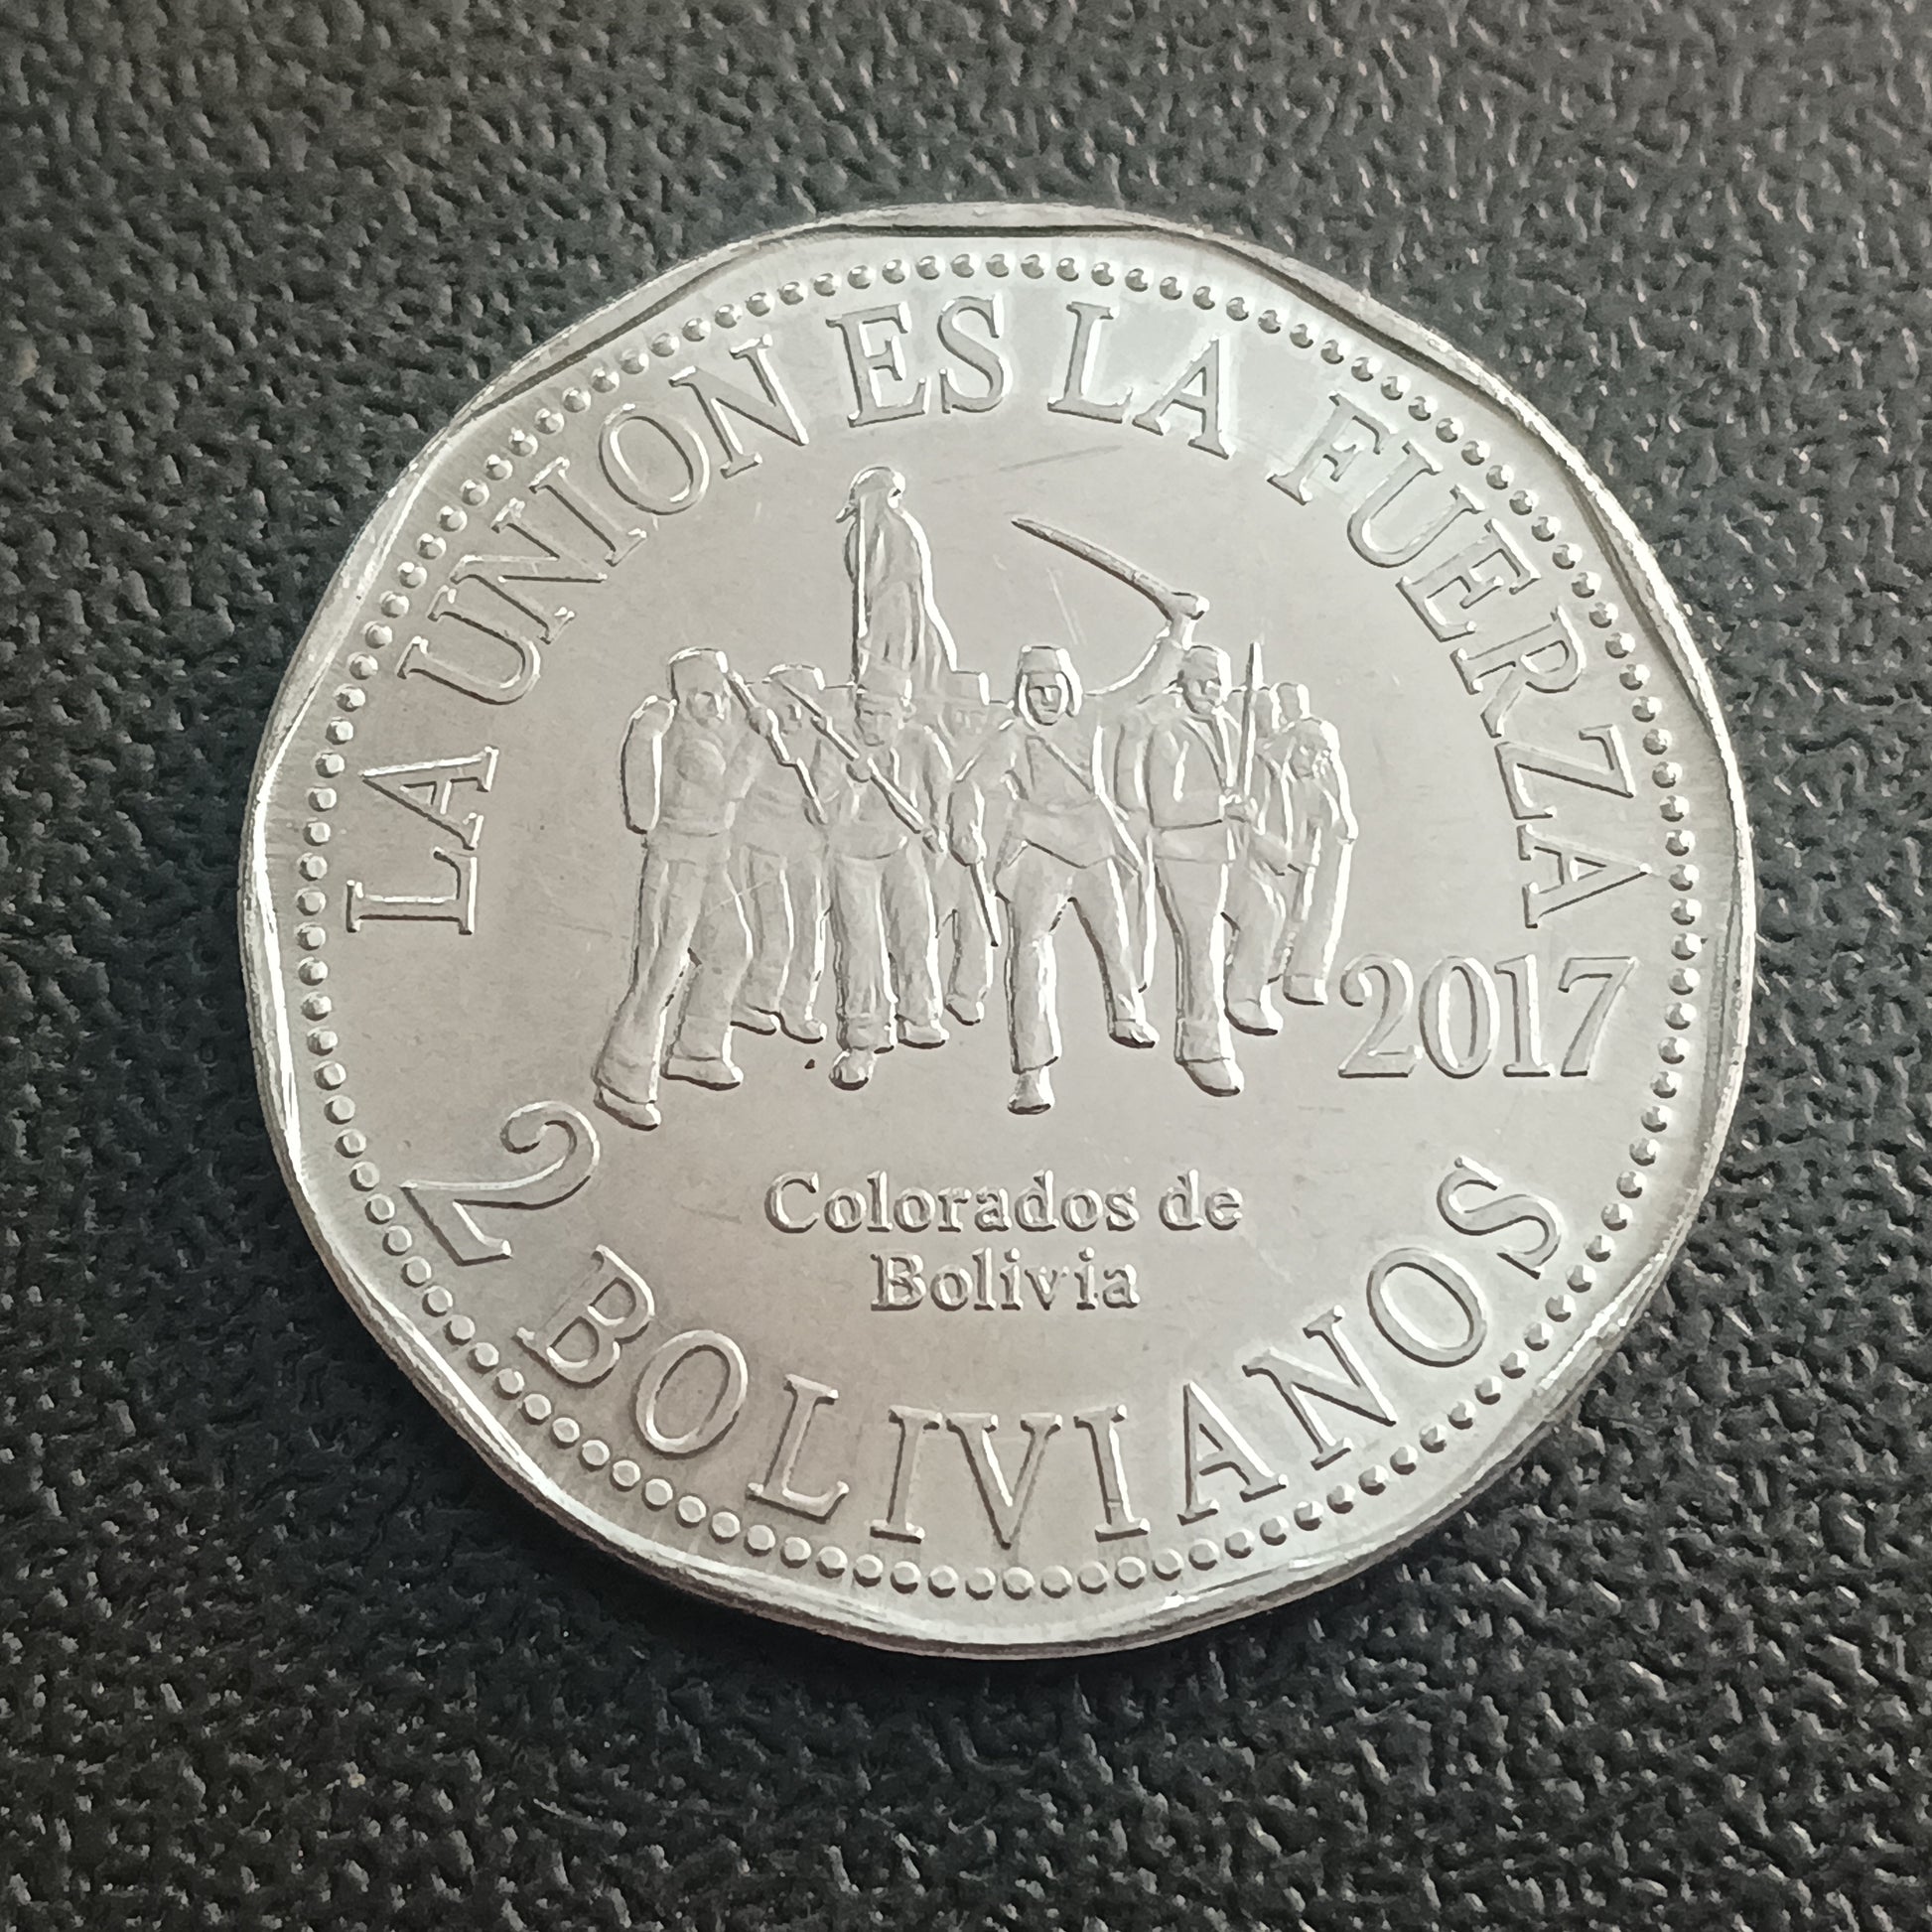 LA UNION ES LA FUERZA
2017
Colorados de
Bolivia
2 BOLIVIANOS